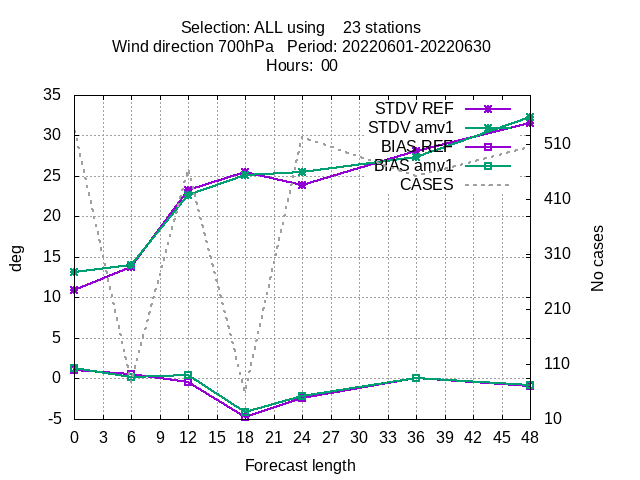 Selection: ALL using    23 stations
Wind direction 700hPa   Period: 20220601-20220630
Hours:  00
STDV REF
STDV amv1
BIAS REF
BIAS amv1
CASES
35
30
25
20
15
10
5
0
-5
deg
510
410
310
210
110
10
No cases
0 3 6 9 12 15 18 21 24 27 30 33 36 39 42 45 48
Forecast length